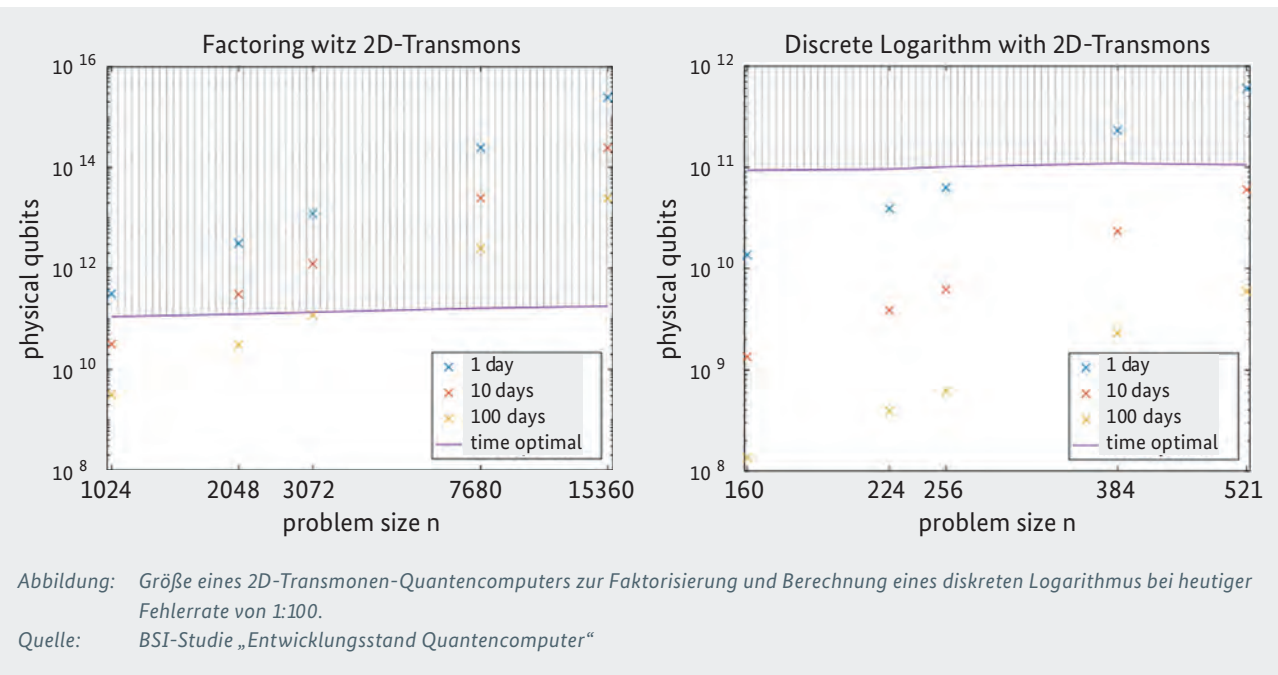 Factoring witz 2D-Transmons
10 16
10 14
10 12
10 10
10 8
physical qubits
1 day
10 days
100 days
time optimal
1024 2048 3072 7680 15360
problem size n
Discrete Logarithm with 2D-Transmons
10 12
10 11
10 10
10 9
10 8
physical qubits
1 day
10 days
100 days
time optimal
160 224 256 384 521
problem size n
Abbildung: Größe eines 2D-Transmonen-Quantencomputers zur Faktorisierung und Berechnung eines diskreten Logarithmus bei heutiger
Fehlerrate von 1:100.
Quelle: BSI-Studie „Entwicklungsstand Quantencomputer“